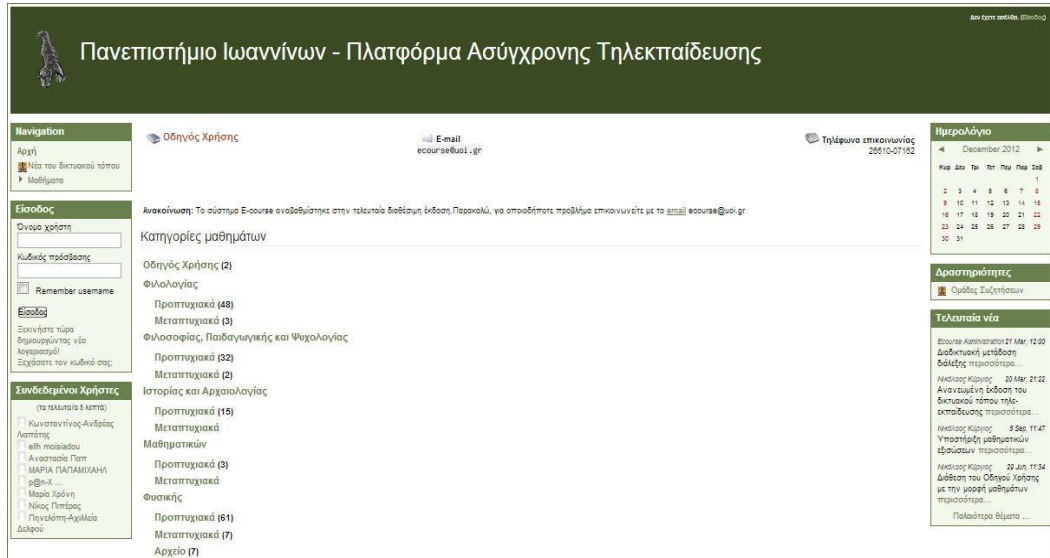 Δεν έχετε εισέλθει. (Είσοδος)
Πανεπιστήμιο Ιωαννίνων - Πλατφόρμα Ασύγχρονης Τηλεκπαίδευσης
Navigation
Αρχή
Νέα του δικτυακού τόπου
Μαθήματα
Είσοδος
Όνομα χρήστη
Κωδικός πρόσβασης
Remember username
Είσοδος
Ξεκινήστε τώρα
δημιουργώντας νέο
λογαριασμό!
Ξεχάσατε τον κωδικό σας;
Συνδεδεμένοι Χρήστες
(τα τελευταία 5 λεπτά)
Κωνσταντίνος-Ανδρέας
Λιαπάτης
ellh moisiadou
Αναστασία Παπ
ΜΑΡΙΑ ΠΑΠΑΜΙΧΑΗΛ
p@n-X ...
Μαρία Χρόνη
Νίκος Πιπέρας
Πηνελόπη-Αχιλλεία
Δελφού
Οδηγός Χρήσης
E-mail
ecourse@uoi.gr
Τηλέφωνα επικοινωνίας
26510-07162
Ανακοίνωση: Το σύστημα E-course αναβαθμίστηκε στην τελευταία διαθέσιμη έκδοση.Παρακαλώ, για οποιοδήποτε πρόβλημα επικοινωνείτε με το email ecourse@uoi.gr
Κατηγορίες μαθημάτων
Οδηγός Χρήσης (2)
Φιλολογίας
Προπτυχιακά (48)
Μεταπτυχιακά (3)
Φιλοσοφίας, Παιδαγωγικής και Ψυχολογίας
Προπτυχιακά (32)
Μεταπτυχιακά (2)
Ιστορίας και Αρχαιολογίας
Προπτυχιακά (15)
Μεταπτυχιακά
Μαθηματικών
Προπτυχιακά (3)
Μεταπτυχιακά
Φυσικής
Προπτυχιακά (61)
Μεταπτυχιακά (7)
Αρχείο (7)
Ημερολόγιο
◄ December 2012 ►
Κυρ Δευ Τρι Τετ Πεμ Παρ Σαβ
1
2 3 4 5 6 7 8
9 10 11 12 13 14 15
16 17 18 19 20 21 22
23 24 25 26 27 28 29
30 31
Δραστηριότητες
Ομάδες Συζητήσεων
Τελευταία νέα
Ecourse Administration 21 Mar, 12:00
Διαδικτυακή μετάδοση
διάλεξης περισσότερα...
Νικόλαος Κύργιος 20 Mar, 21:22
Ανανεωμένη έκδοση του
δικτυακού τόπου τηλε-
εκπαίδευσης περισσότερα...
Νικόλαος Κύργιος 5 Sep, 11:47
Υποστήριξη μαθηματικών
εξισώσεων περισσότερα...
Νικόλαος Κύργιος 29 Jun, 11:34
Διάθεση του Οδηγού Χρήσης
με την μορφή μαθημάτων
περισσότερα...
Παλαιότερα θέματα ...